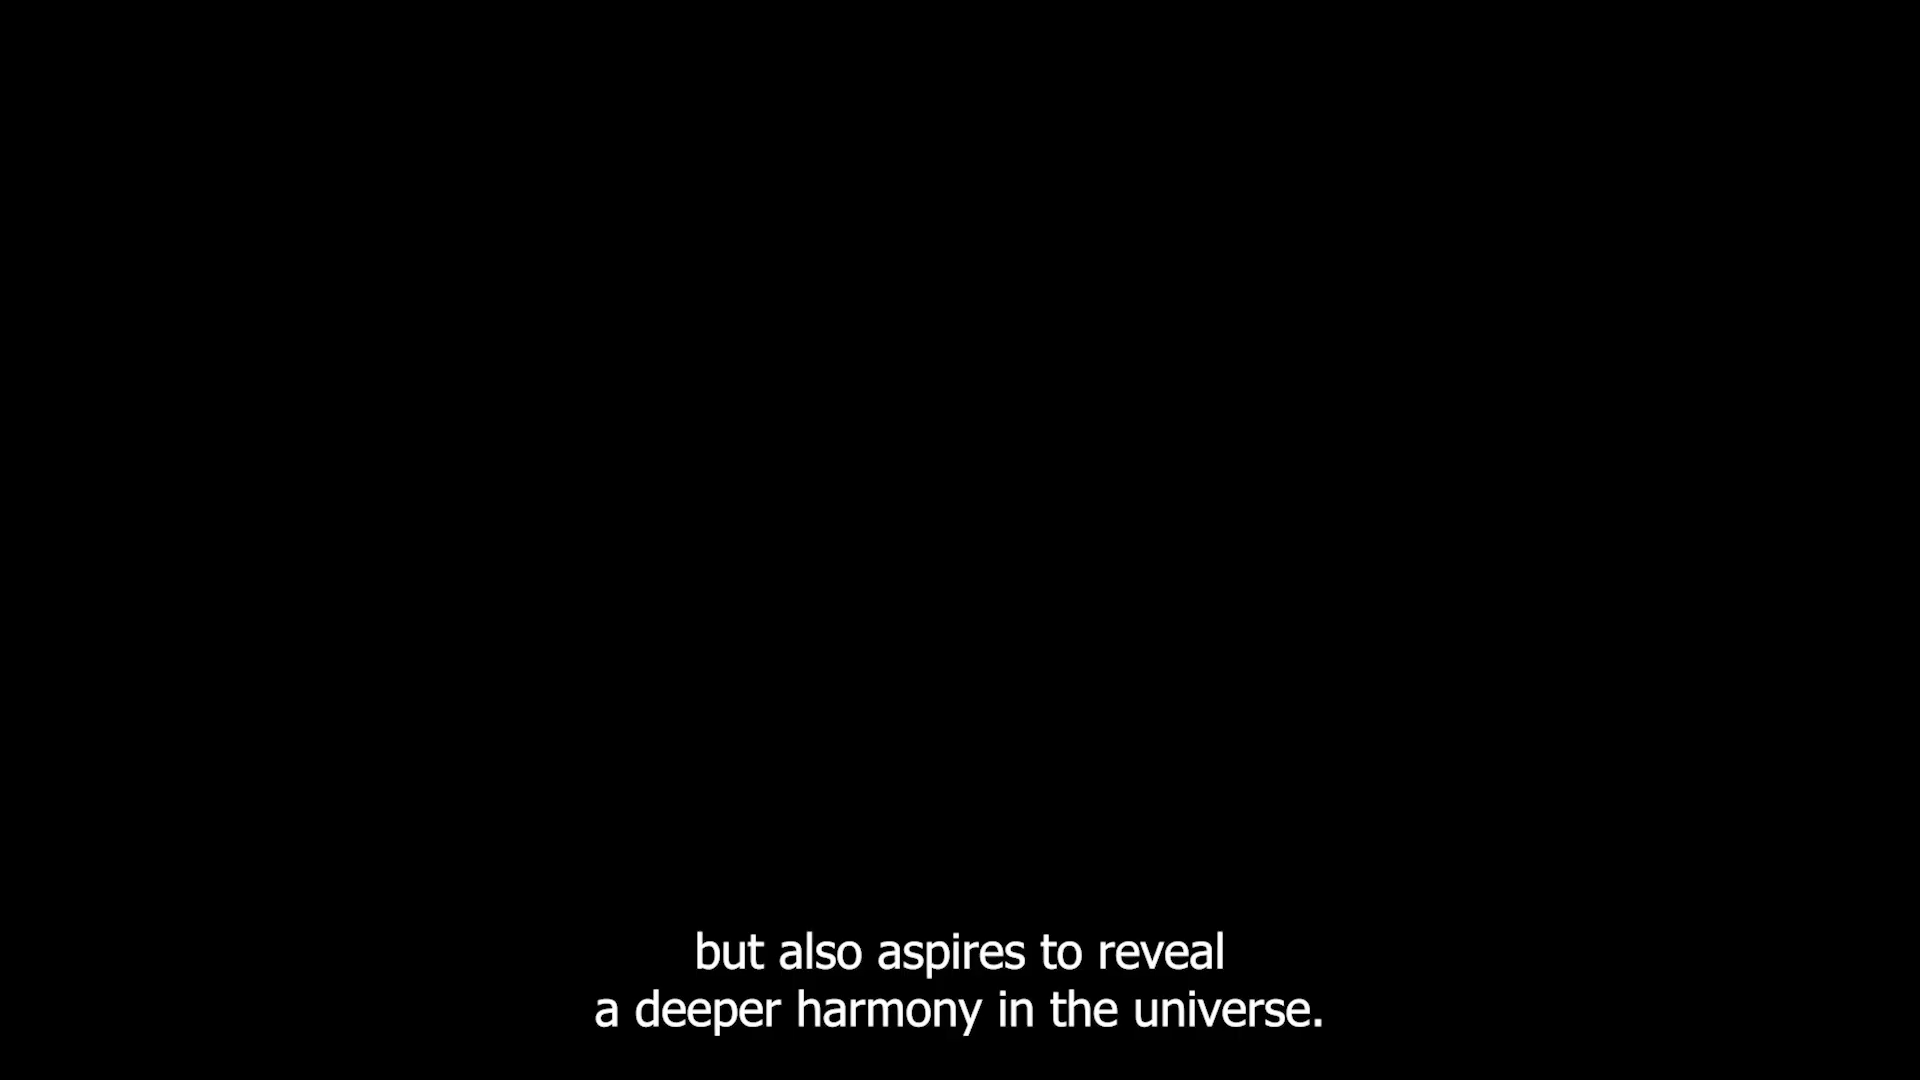 but also aspires to reveal
a deeper harmony in the universe.